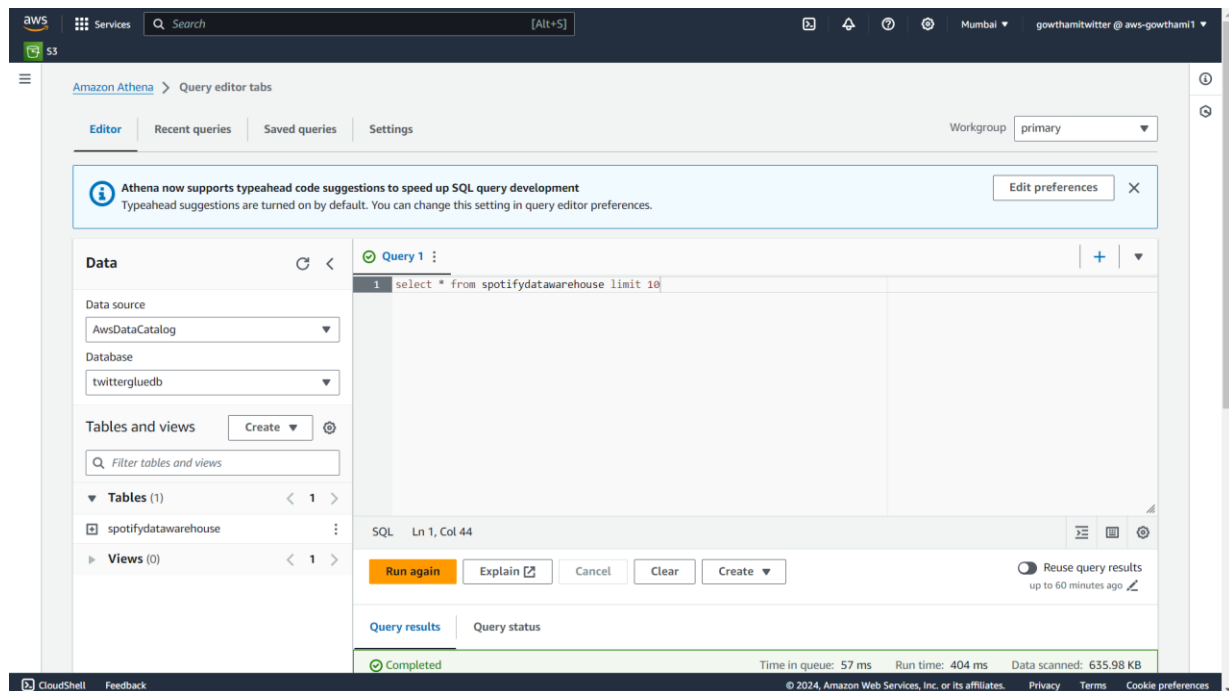 aws Services Search [Alt+S] Mumbai ▼ gowthamitwitter @ aws-gowthami1 ▼
S3
Amazon Athena > Query editor tabs
Editor Recent queries Saved queries Settings Workgroup primary
Athena now supports typeahead code suggestions to speed up SQL query development
Typeahead suggestions are turned on by default. You can change this setting in query editor preferences.
Edit preferences
Data
Data source
AwsDataCatalog
Database
twittergluedb
Tables and views Create ▼
Filter tables and views
Tables (1) < 1 >
spotifydatawarehouse
Views (0) < 1 >
Query 1
1 select * from spotifydatawarehouse limit 10
SQL Ln 1, Col 44
Run again Explain Cancel Clear Create ▼
Reuse query results
up to 60 minutes ago
Query results Query status
Completed Time in queue: 57 ms Run time: 404 ms Data scanned: 635.98 KB
CloudShell Feedback © 2024, Amazon Web Services, Inc. or its affiliates. Privacy Terms Cookie preferences